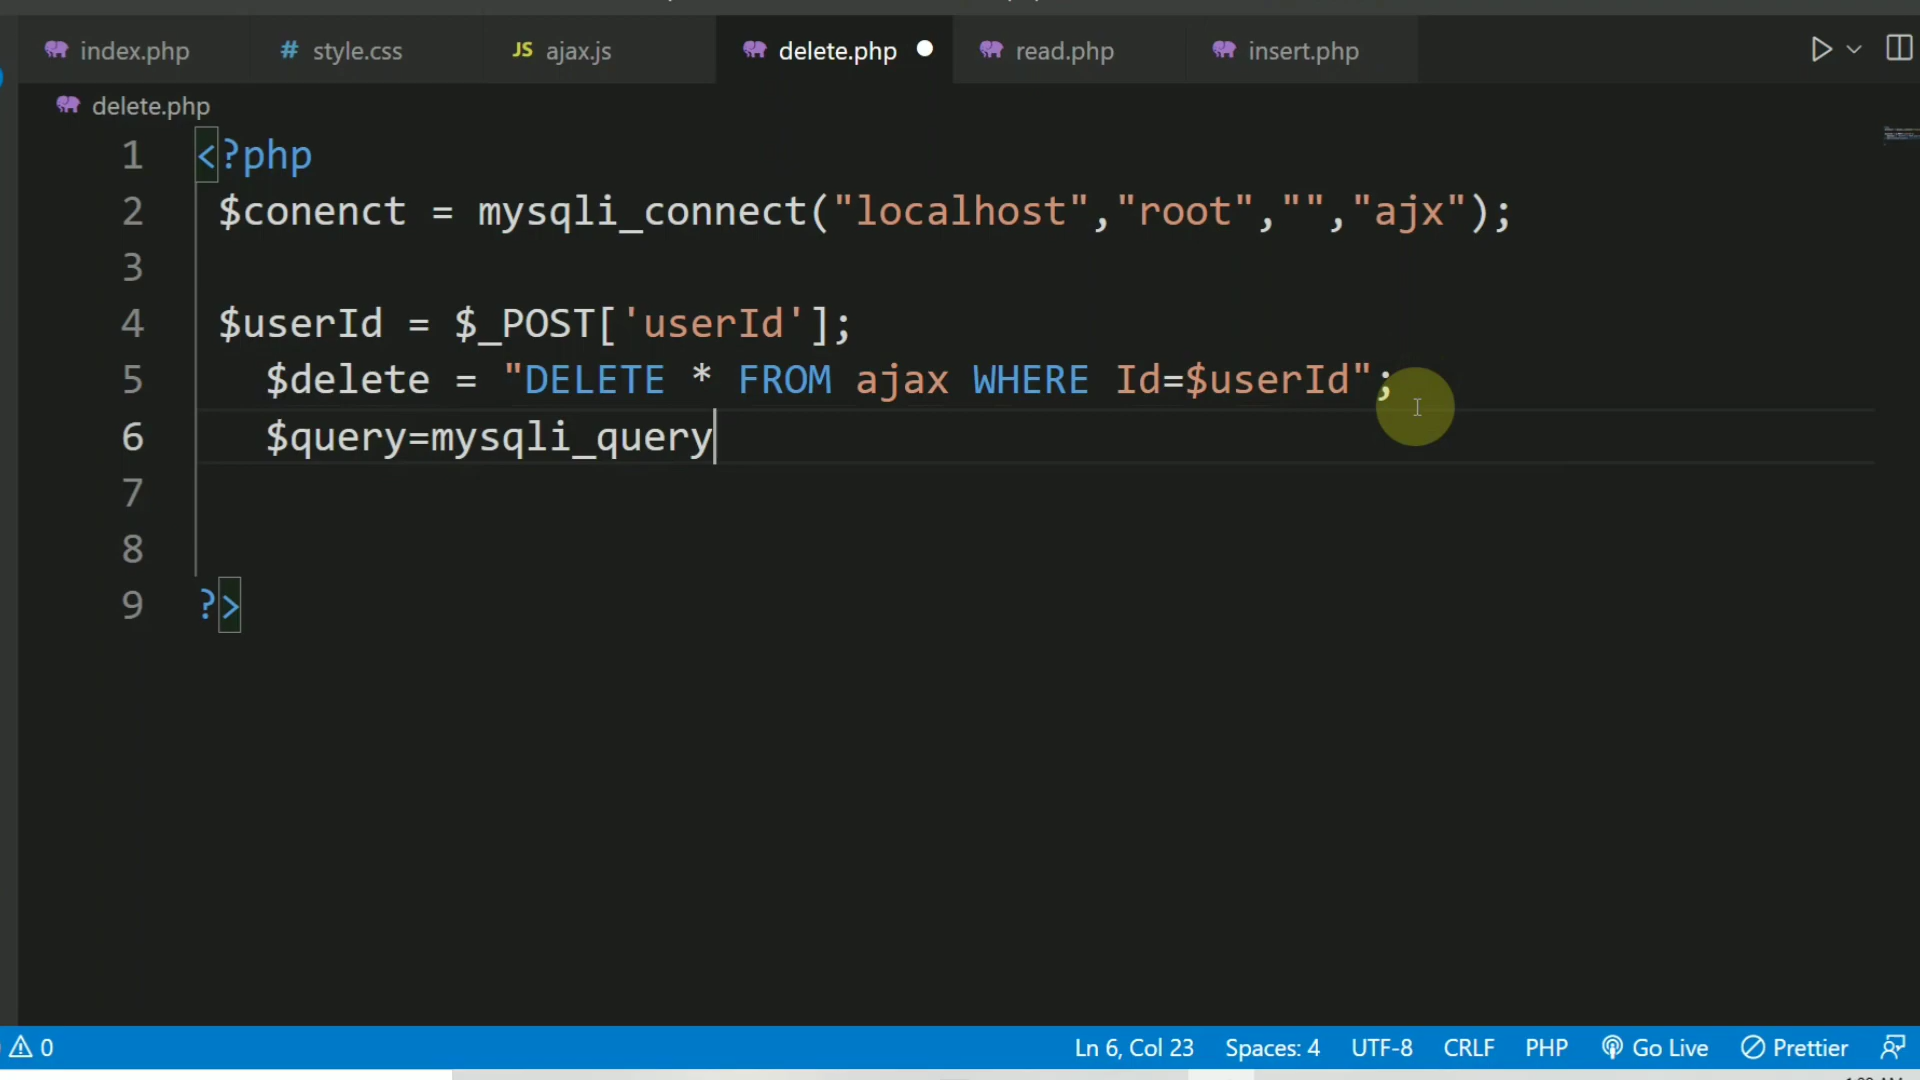 index.php # style.css JS ajax.js delete.php read.php insert.php
delete.php
1 <?php
2 $conenct = mysqli_connect("localhost","root","","ajx");
3
4 $userId = $_POST['userId'];
5 $delete = "DELETE * FROM ajax WHERE Id=$userId";
6 $query=mysqli_query
7
8
9 ?>
0 Ln 6, Col 23 Spaces: 4 UTF-8 CRLF PHP Go Live Prettier